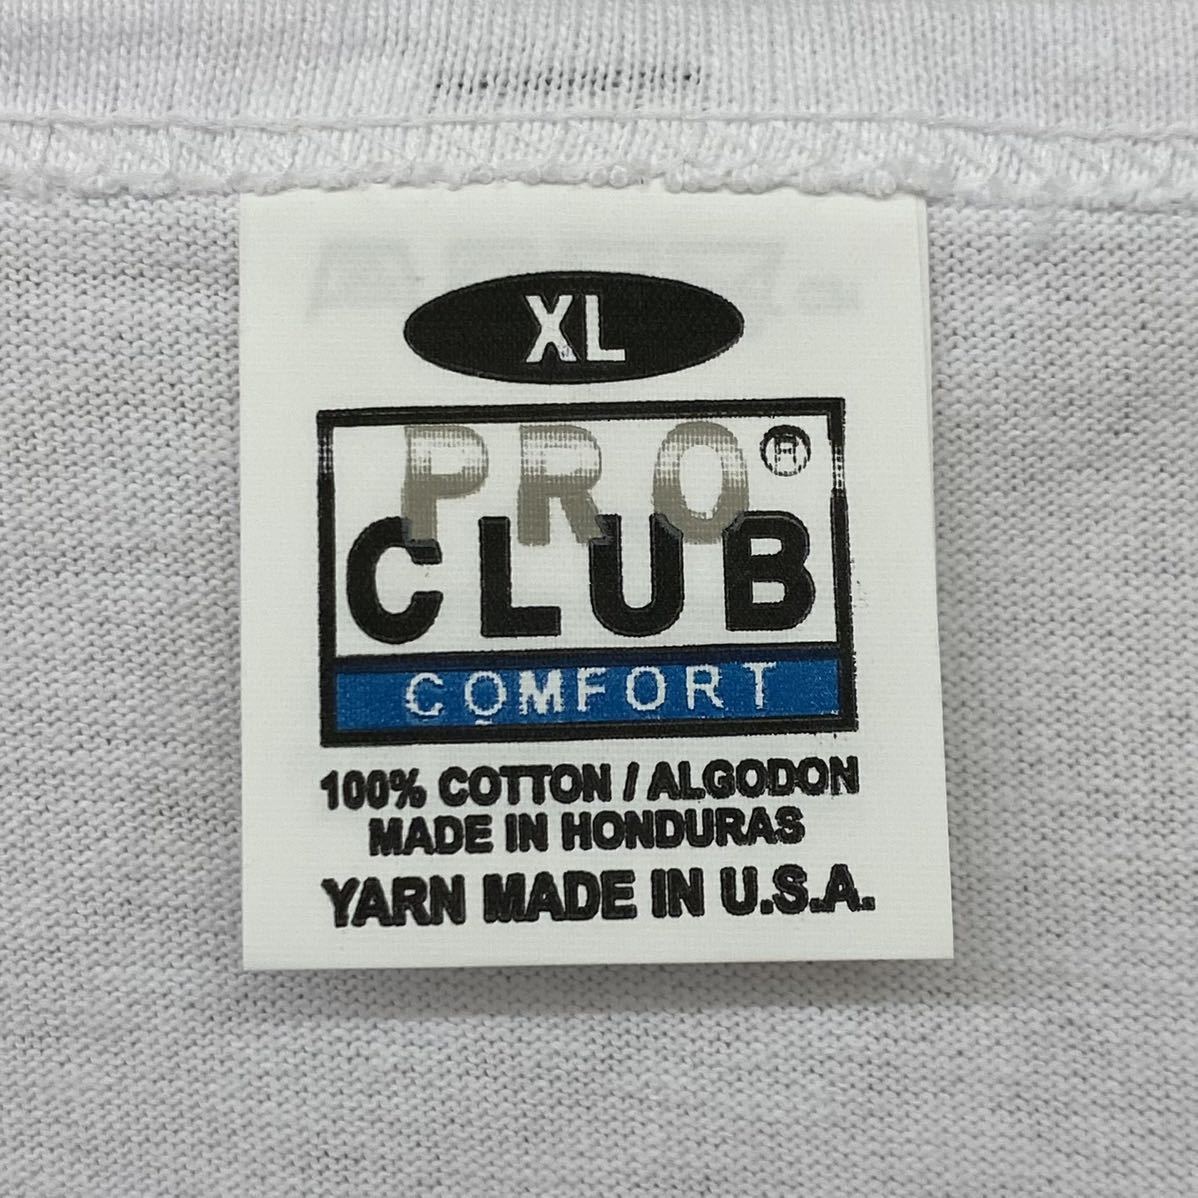 XL
PRO®
CLUB
COMFORT
100% COTTON / ALGODON
MADE IN HONDURAS
YARN MADE IN U.S.A.